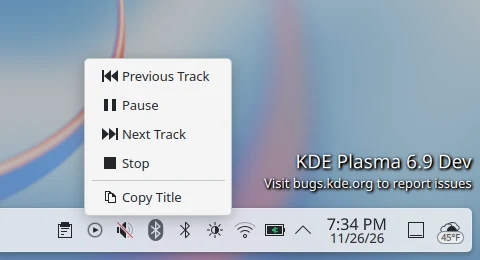 Previous Track
Pause
Next Track
Stop
Copy Title
KDE Plasma 6.9 Dev
Visit bugs.kde.org to report issues
7:34 PM
11/26/26
45°F